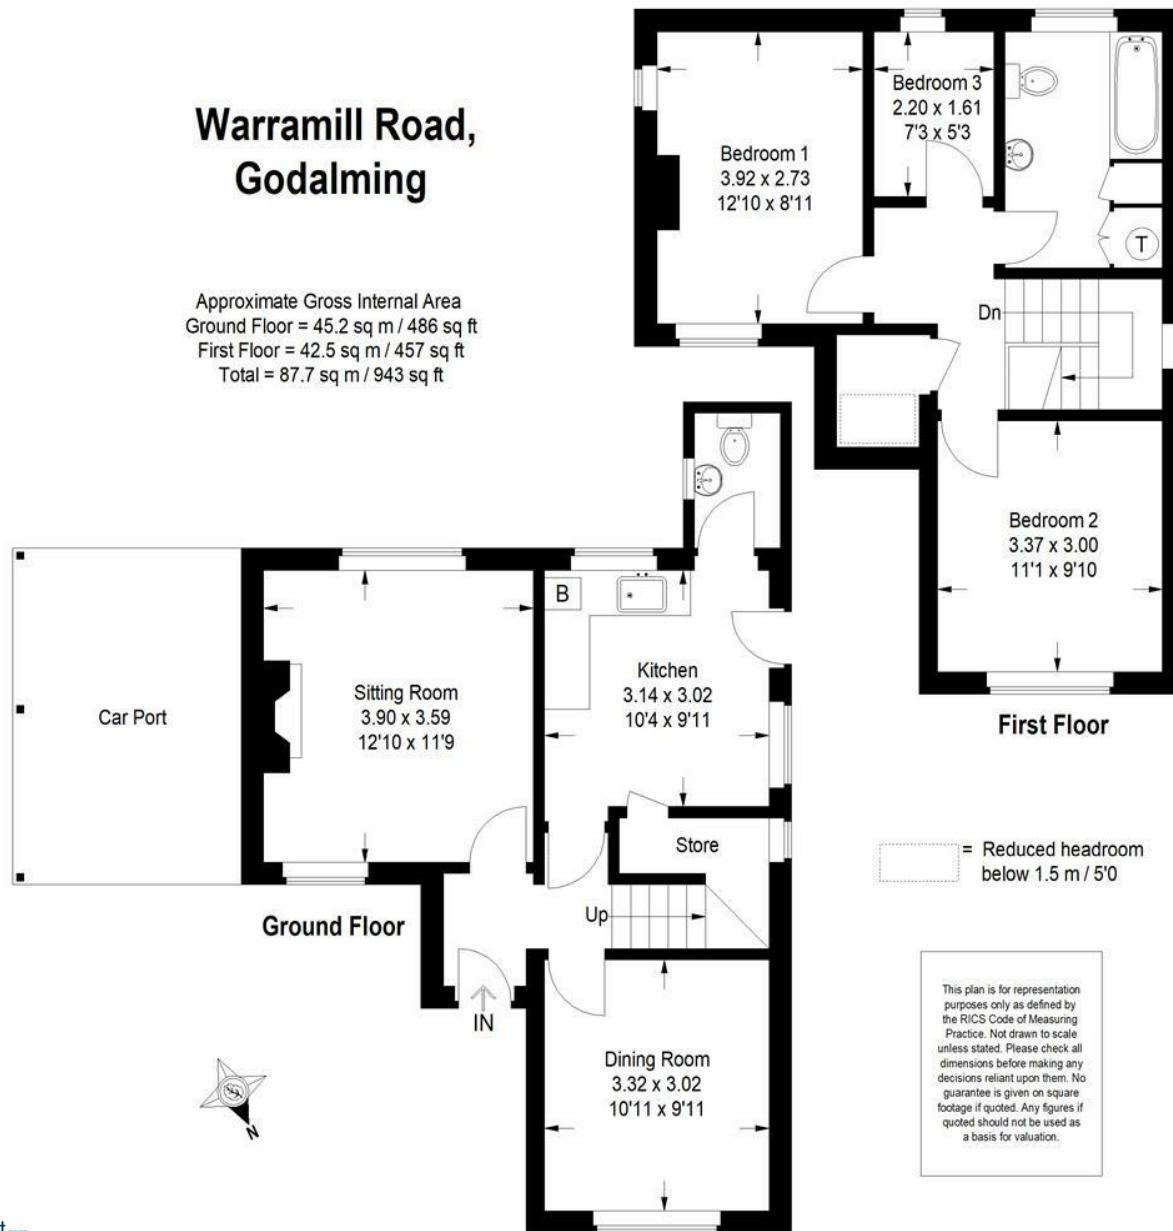 Warramill Road,
Godalming
Approximate Gross Internal Area
Ground Floor = 45.2 sq m / 486 sq ft
First Floor = 42.5 sq m / 457 sq ft
Total = 87.7 sq m / 943 sq ft
Bedroom 1
3.92 x 2.73
12'10 x 8'11
Bedroom 3
2.20 x 1.61
7'3 x 5'3
T
Dn
Bedroom 2
3.37 x 3.00
11'1 x 9'10
First Floor
Car Port
Sitting Room
3.90 x 3.59
12'10 x 11'9
B
Kitchen
3.14 x 3.02
10'4 x 9'11
Store
Up
Ground Floor
IN
Dining Room
3.32 x 3.02
10'11 x 9'11
N
= Reduced headroom
below 1.5 m / 5'0
This plan is for representation
purposes only as defined by
the RICS Code of Measuring
Practice. Not drawn to scale
unless stated. Please check all
dimensions before making any
decisions reliant upon them. No
guarantee is given on square
footage if quoted. Any figures if
quoted should not be used as
a basis for valuation.